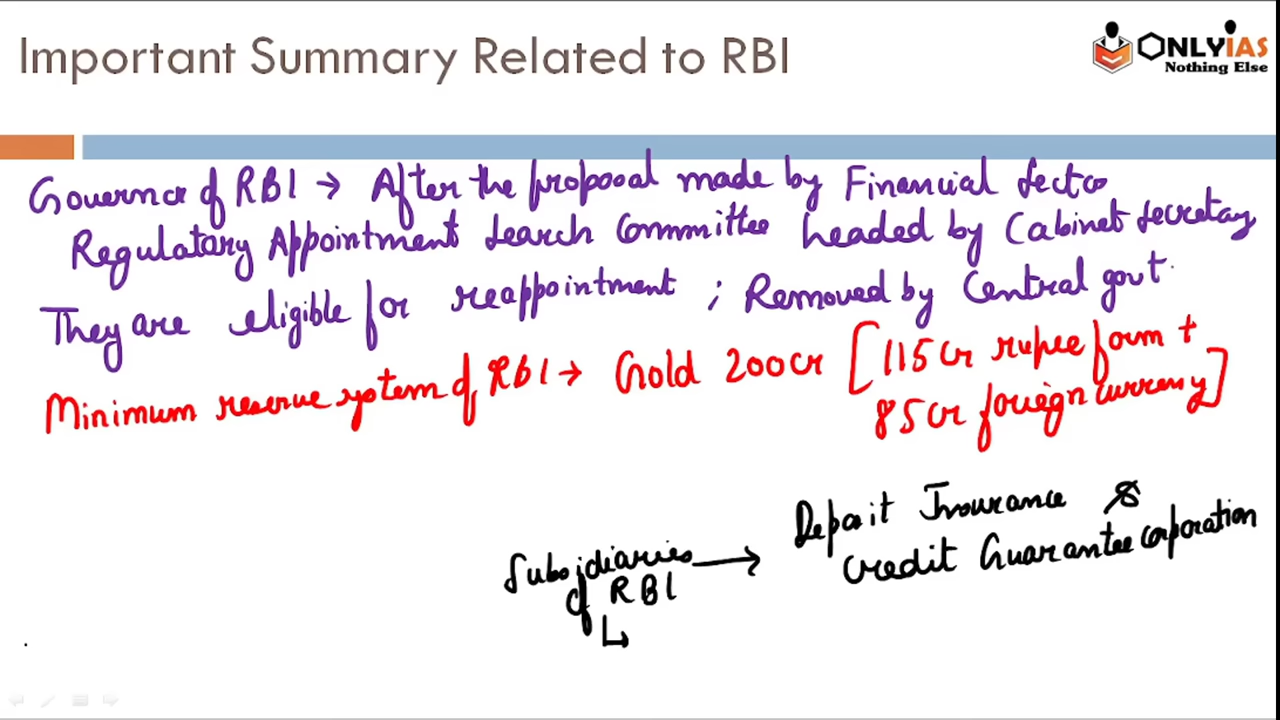 Important Summary Related to RBI
ONLYIAS
Nothing Else
Governor of RBI → After the proposal made by Financial Sector
Regulatory Appointment Search Committee headed by Cabinet Secretary
They are eligible for reappointment ; Removed by Central govt
Minimum reserve system of RBI → Gold 200cr [115cr rupee form +
85cr foreign currency]
Deposit Insurance &
Credit Guarantee corporation
Subsidiaries →
of RBI
↳